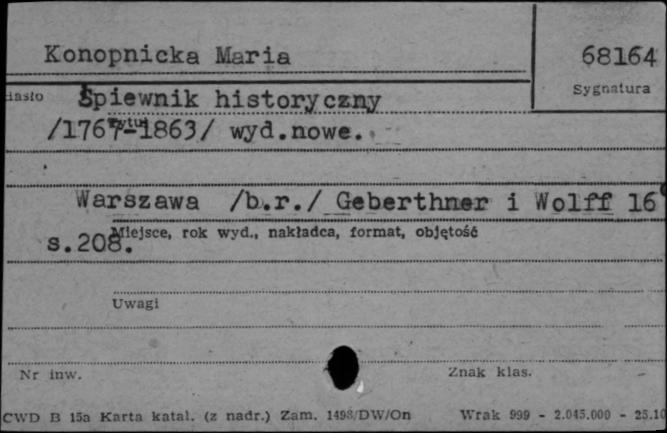 Konopnicka Maria
68164
Sygnatura
Hasło
Śpiewnik historyczny
/1767-1863/ wyd.nowe.
Tytuł
Warszawa /b.r./ Geberthner i Wolff 16°
Miejsce, rok wyd., nakładca, format, objętość
s.208.
Uwagi
Nr inw.
Znak klas.
CWD B 15a Karta katal. (z nadr.) Zam. 1498/DW/On Wrak 999 - 2.045.000 - 25.10